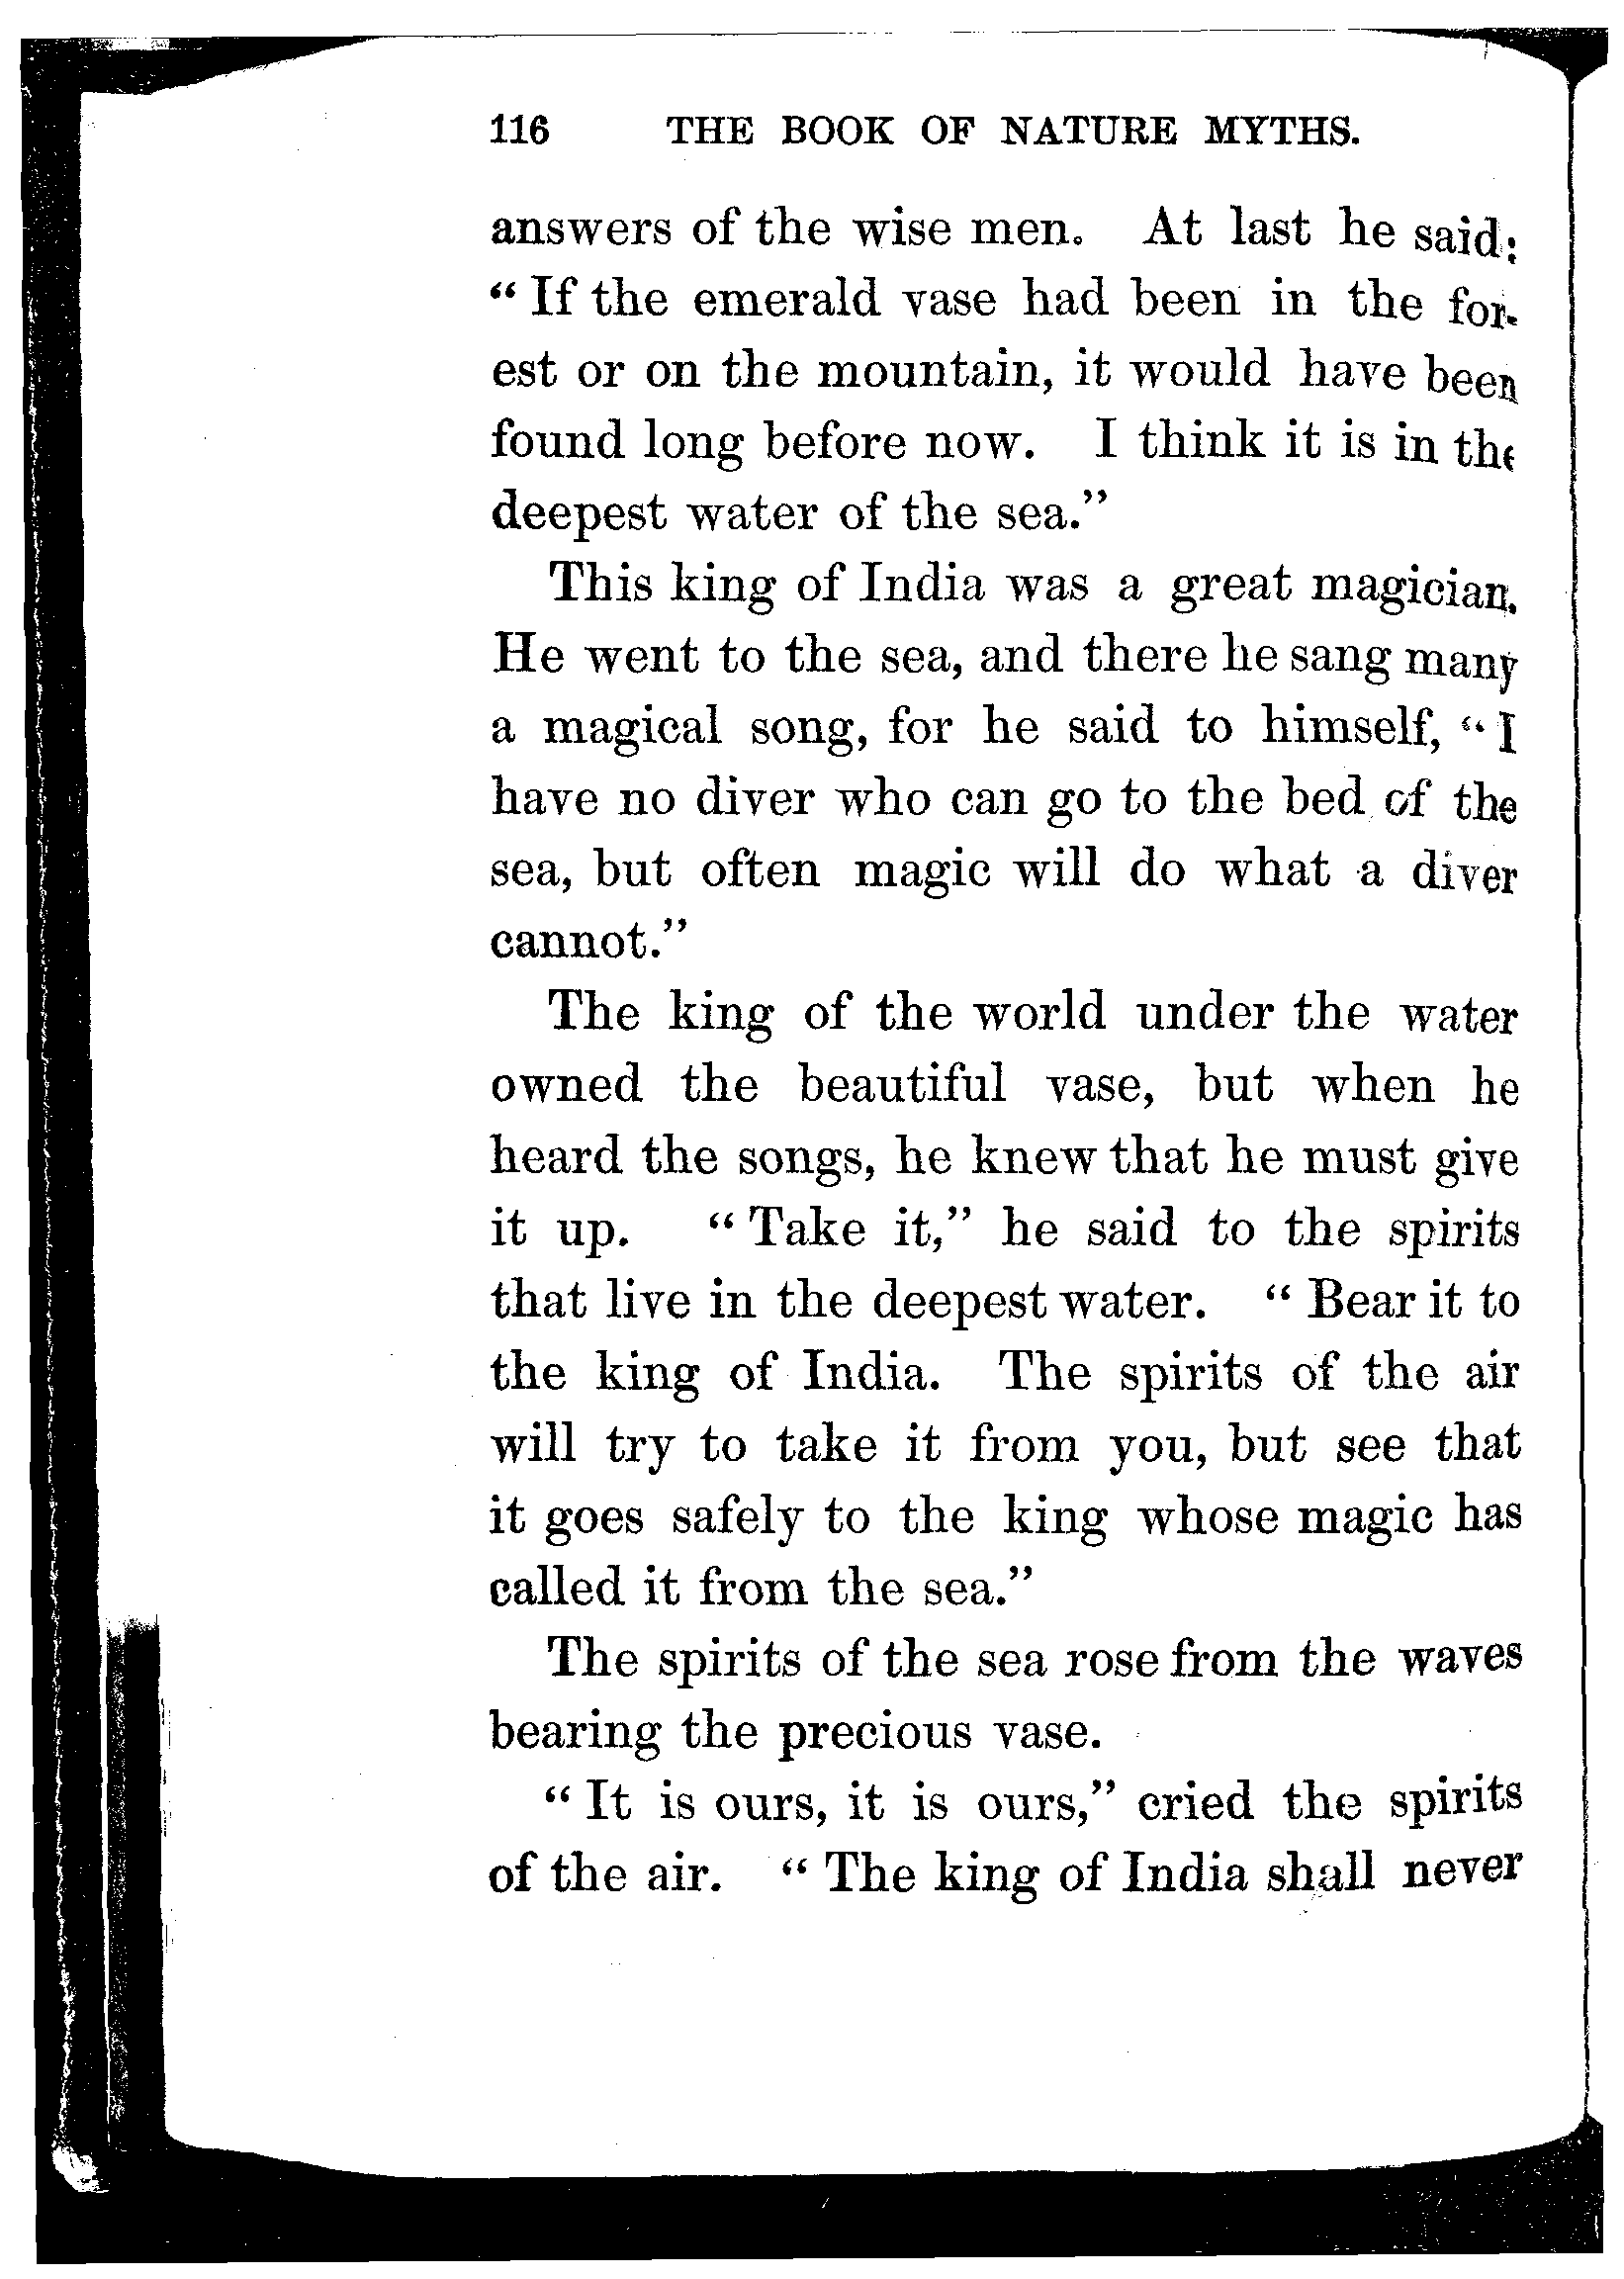 116 THE BOOK OF NATURE MYTHS.
answers of the wise men. At last he said:
“If the emerald vase had been in the for-
est or on the mountain, it would have been
found long before now. I think it is in the
deepest water of the sea.”
This king of India was a great magician.
He went to the sea, and there he sang many
a magical song, for he said to himself, “I
have no diver who can go to the bed of the
sea, but often magic will do what a diver
cannot.”
The king of the world under the water
owned the beautiful vase, but when he
heard the songs, he knew that he must give
it up. “Take it,” he said to the spirits
that live in the deepest water. “Bear it to
the king of India. The spirits of the air
will try to take it from you, but see that
it goes safely to the king whose magic has
called it from the sea.”
The spirits of the sea rose from the waves
bearing the precious vase.
“It is ours, it is ours,” cried the spirits
of the air. “The king of India shall never